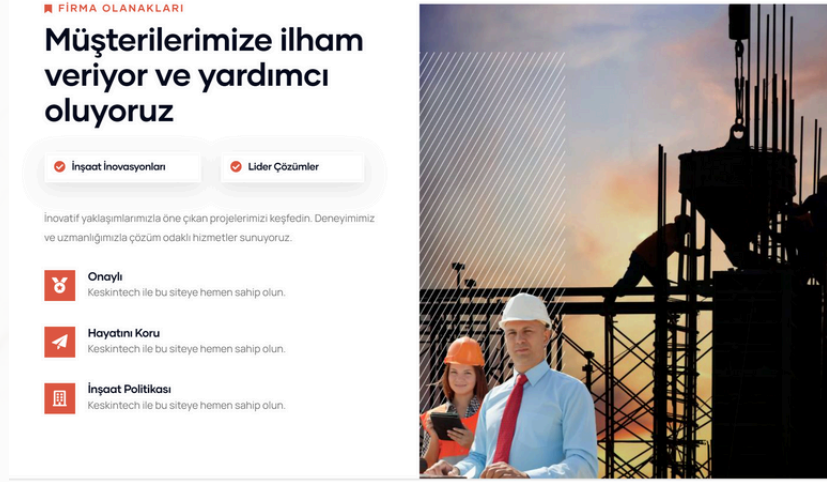 FİRMA OLANAKLARI
Müşterilerimize ilham
veriyor ve yardımcı
oluyoruz
İnşaat İnovasyonları
Lider Çözümler
İnovatif yaklaşımlarımızla öne çıkan projelerimizi keşfedin. Deneyimimiz
ve uzmanlığımızla çözüm odaklı hizmetler sunuyoruz.
Onaylı
Keskintech ile bu siteye hemen sahip olun.
Hayatını Koru
Keskintech ile bu siteye hemen sahip olun.
İnşaat Politikası
Keskintech ile bu siteye hemen sahip olun.